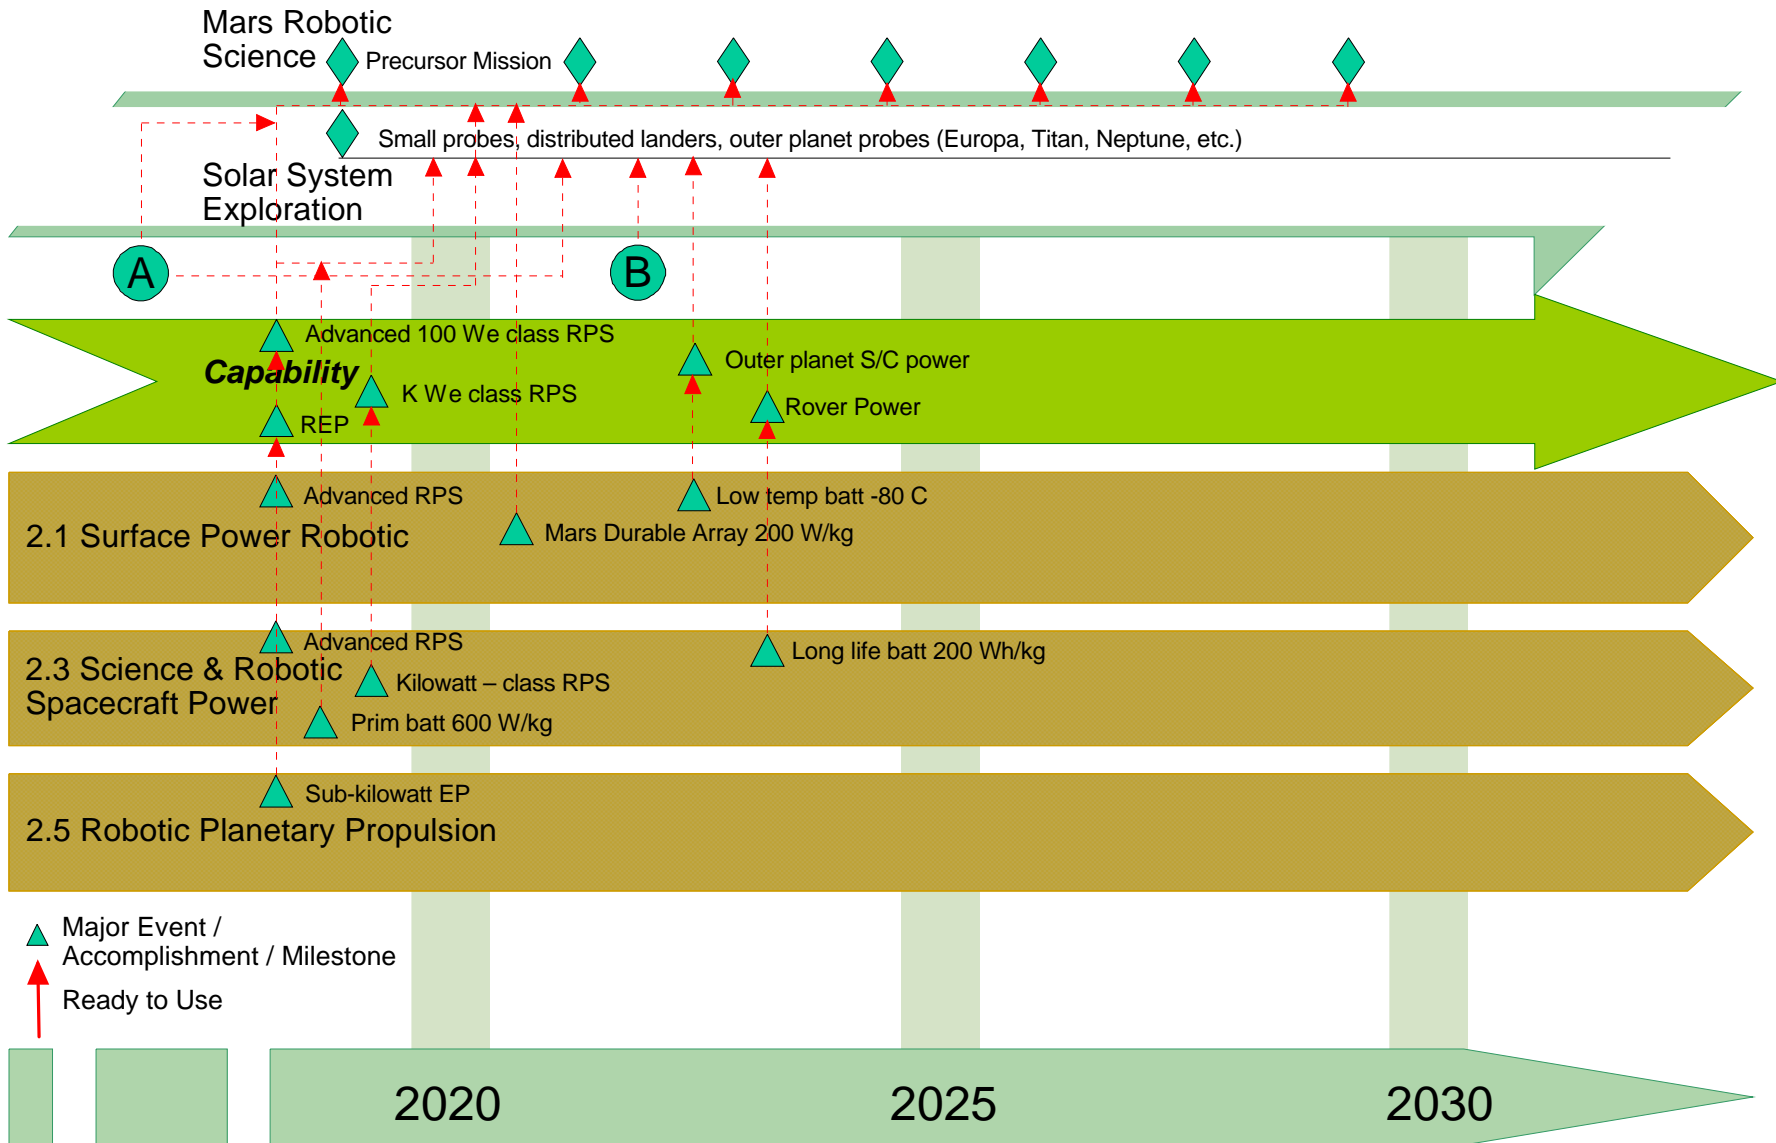 Mars Robotic
Science
Precursor Mission
Small probes, distributed landers, outer planet probes (Europa, Titan, Neptune, etc.)
Solar System
Exploration
A
B
Advanced 100 We class RPS
Capability
K We class RPS
Outer planet S/C power
Rover Power
REP
Advanced RPS
Low temp batt -80 C
2.1 Surface Power Robotic
Mars Durable Array 200 W/kg
Advanced RPS
2.3 Science & Robotic
Spacecraft Power
Long life batt 200 Wh/kg
Kilowatt – class RPS
Prim batt 600 W/kg
Sub-kilowatt EP
2.5 Robotic Planetary Propulsion
Major Event /
Accomplishment / Milestone
Ready to Use
2020
2025
2030